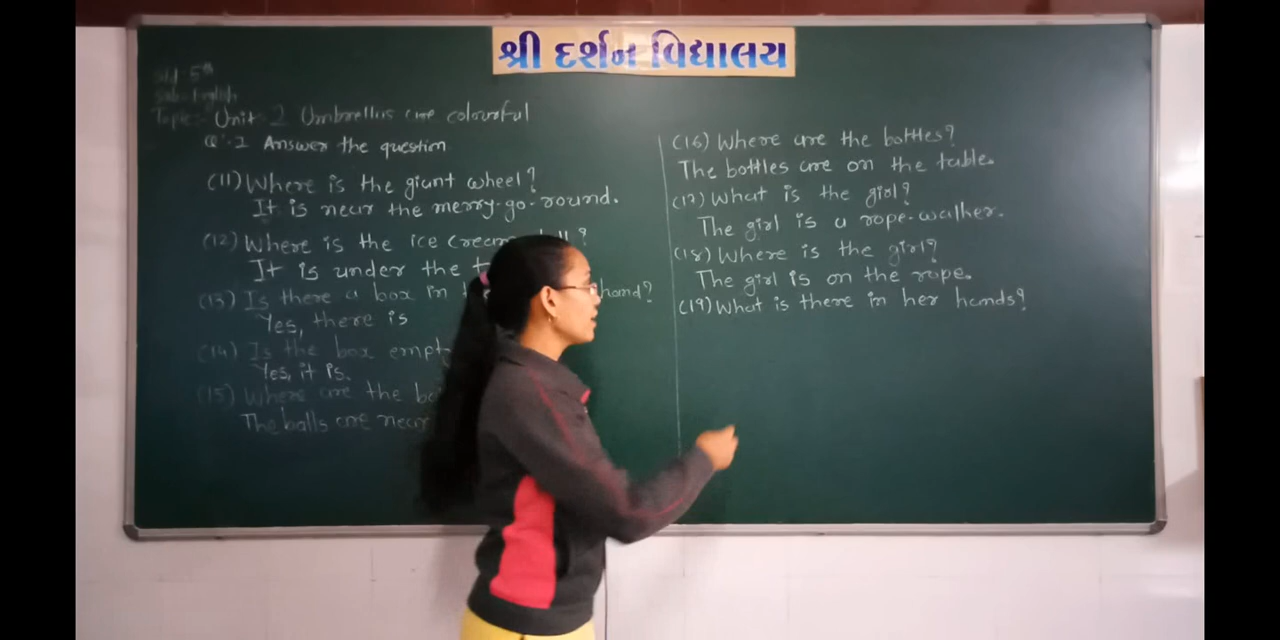 શ્રી દર્શન વિદ્યાલય
Std 5th
Sub:- English
Topic:- Unit-2 Umbrellas are colourful
Q.1 Answer the question
(11) Where is the giant wheel?
It is near the merry-go-round.
(12) Where is the ice cream ?
It is under the
(13) Is there a box in hand?
Yes, there is
(14) Is the box
Yes, it is.
(15) Where are the
The balls are near
(16) Where are the bottles?
The bottles are on the table.
(17) What is the girl?
The girl is a rope-walker.
(18) Where is the girl?
The girl is on the rope.
(19) What is there in her hands?